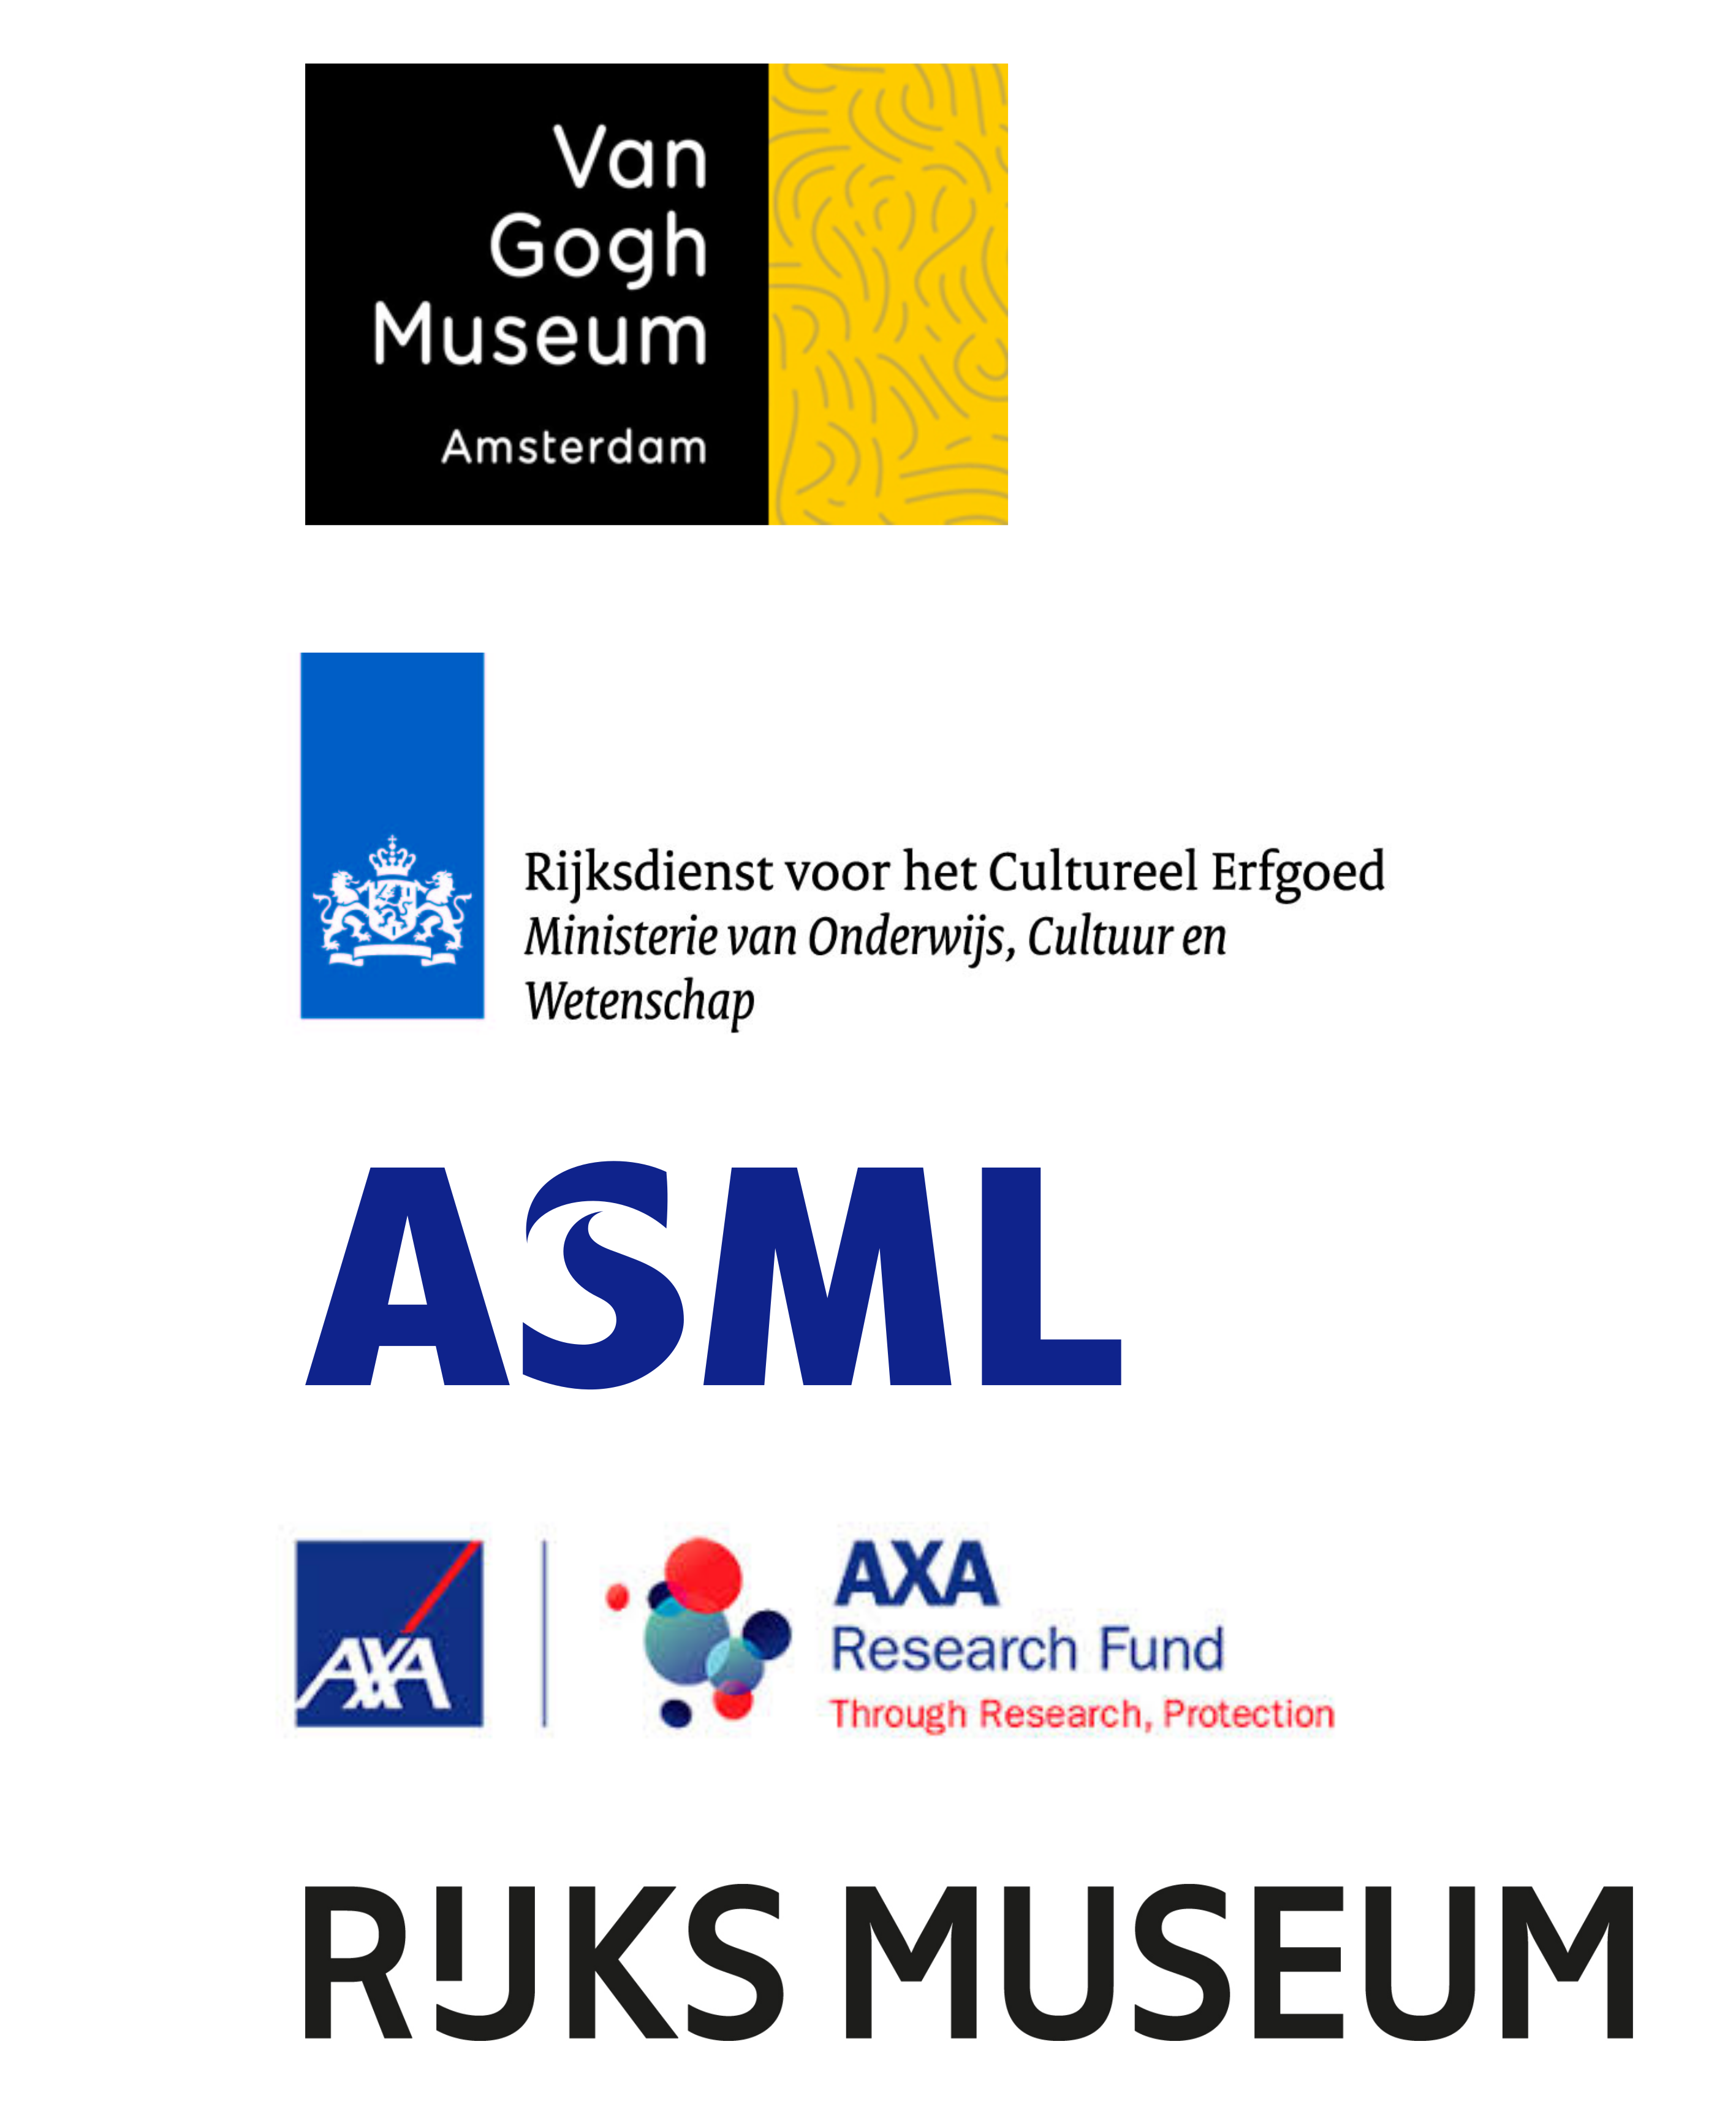 Van
Gogh
Museum
Amsterdam
Rijksdienst voor het Cultureel Erfgoed
Ministerie van Onderwijs, Cultuur en
Wetenschap
ASML
AXA
AXA
Research Fund
Through Research, Protection
RIJKS MUSEUM